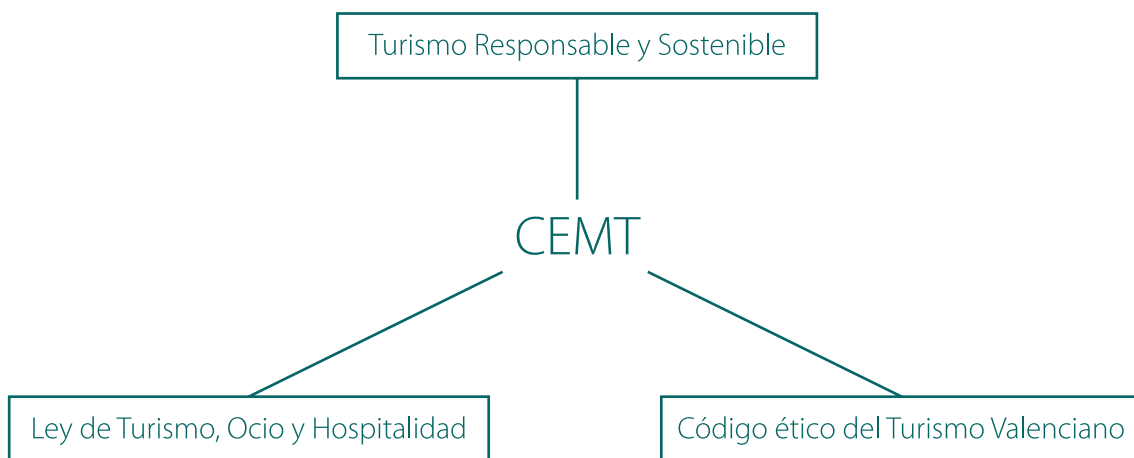 Turismo Responsable y Sostenible
CEMT
Ley de Turismo, Ocio y Hospitalidad
Código ético del Turismo Valenciano